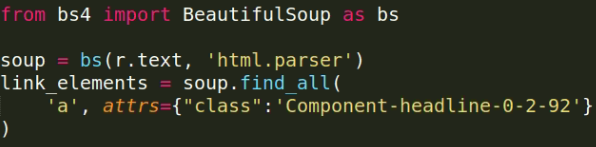 from bs4 import BeautifulSoup as bs
soup = bs(r.text, 'html.parser')
link_elements = soup.find_all(
    'a', attrs={"class":'Component-headline-0-2-92'}
)